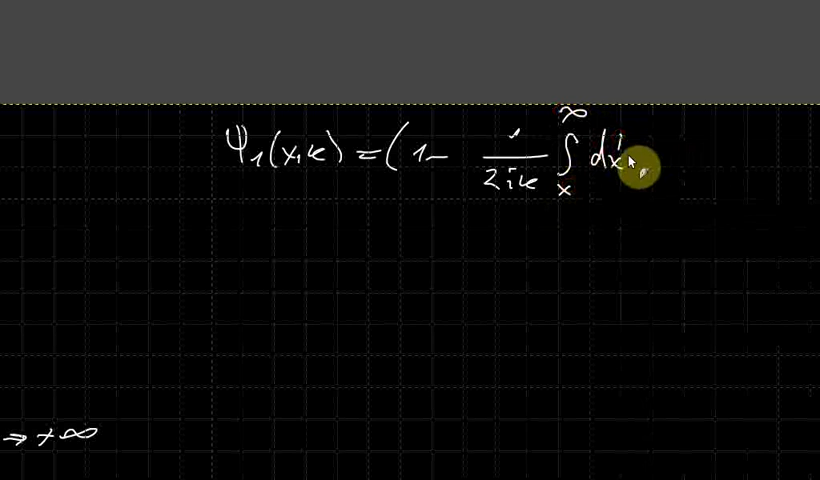 ψ₁(x,k) = (1 - 1/2ik ∫ₓ^∞ dx'
⇒ +∞